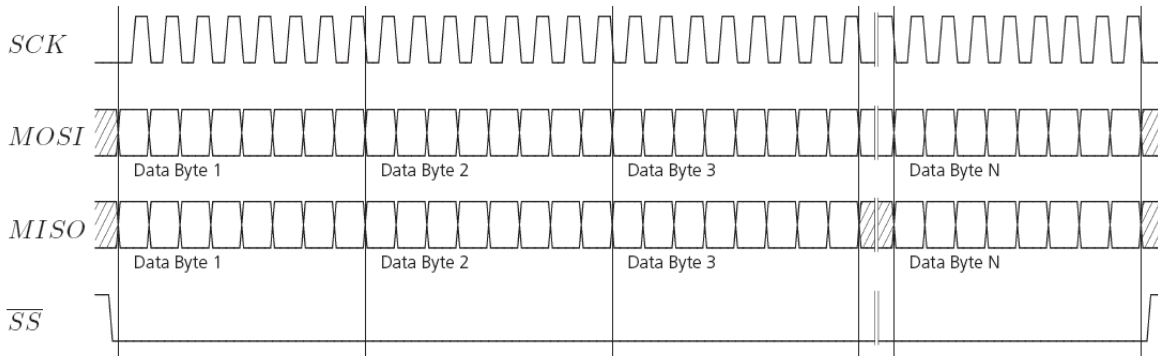 SCK
MOSI
Data Byte 1 Data Byte 2 Data Byte 3 Data Byte N
MISO
Data Byte 1 Data Byte 2 Data Byte 3 Data Byte N
S̅S̅